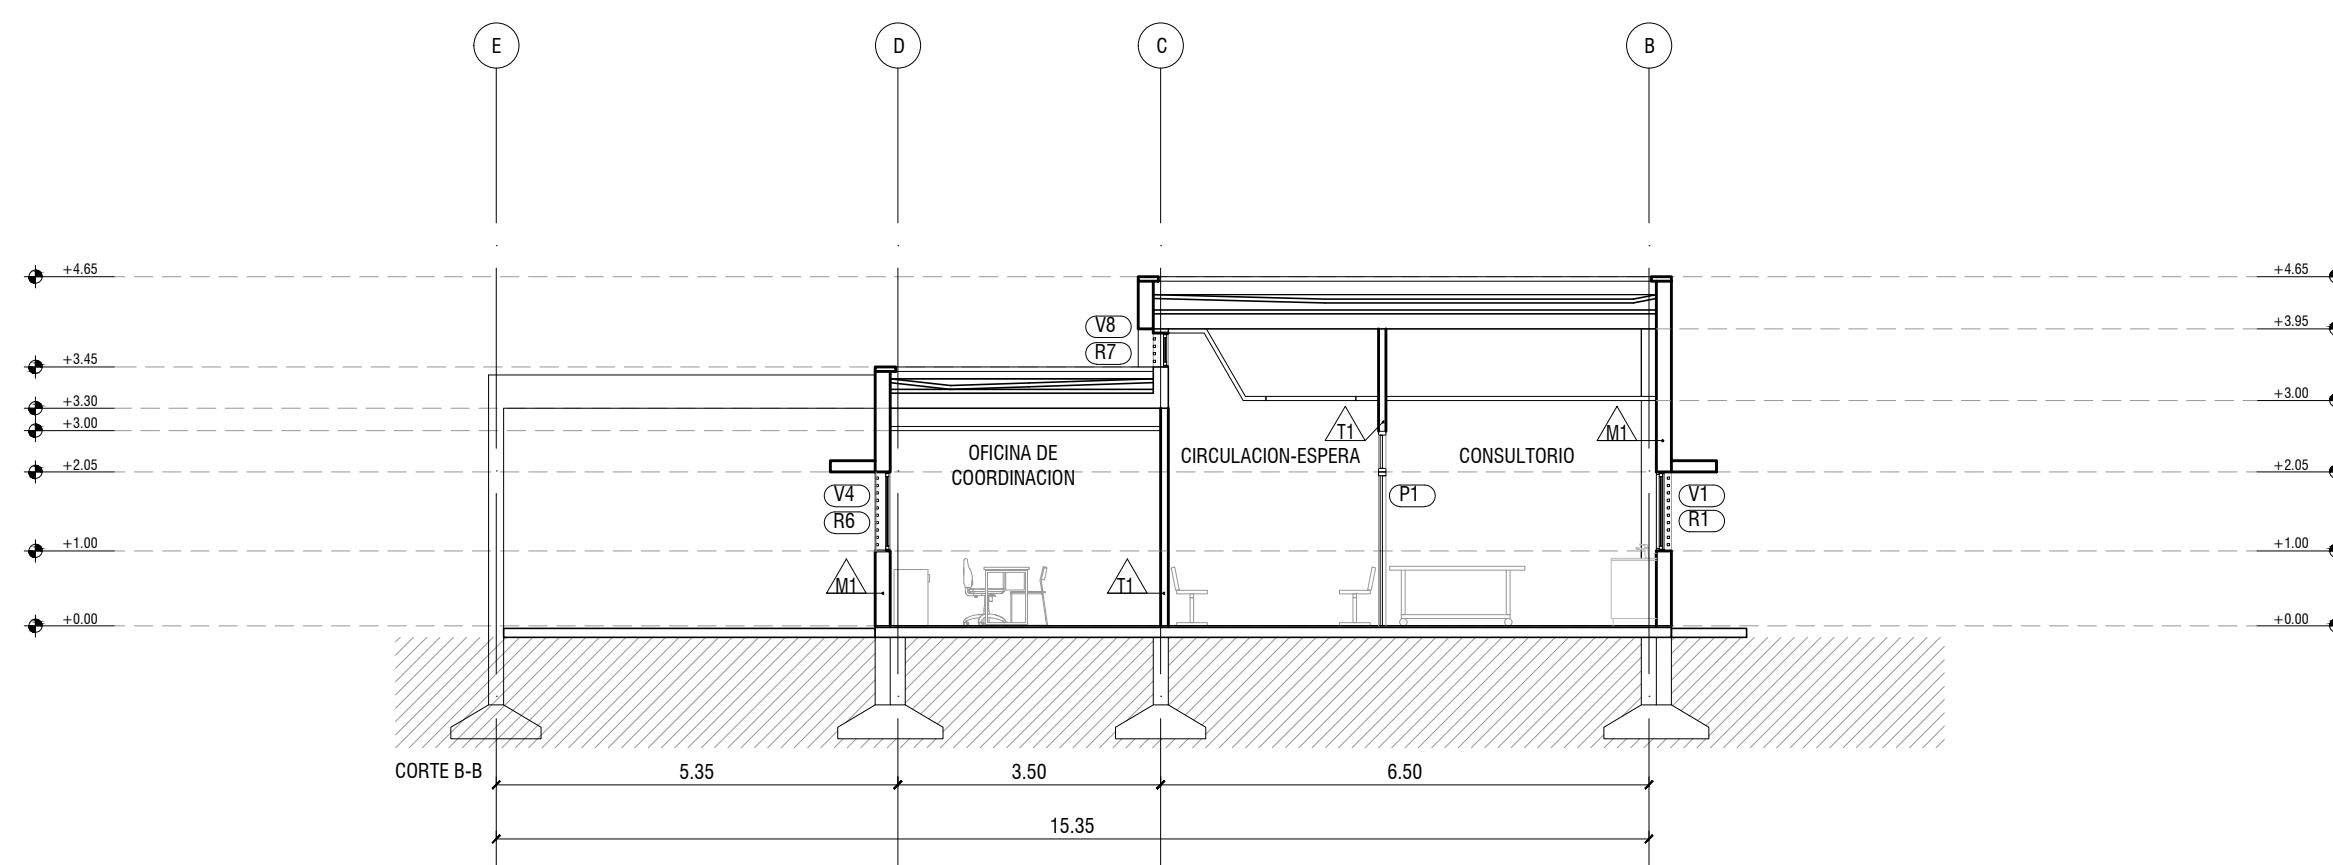 E
D
C
B
+4.65
+4.65
V8
+3.95
R7
+3.45
+3.30
+3.00
+3.00
T1
M1
OFICINA DE
COORDINACION
CIRCULACION-ESPERA
CONSULTORIO
+2.05
+2.05
V4
R6
P1
V1
R1
+1.00
+1.00
M1
T1
+0.00
+0.00
CORTE B-B
5.35
3.50
6.50
15.35